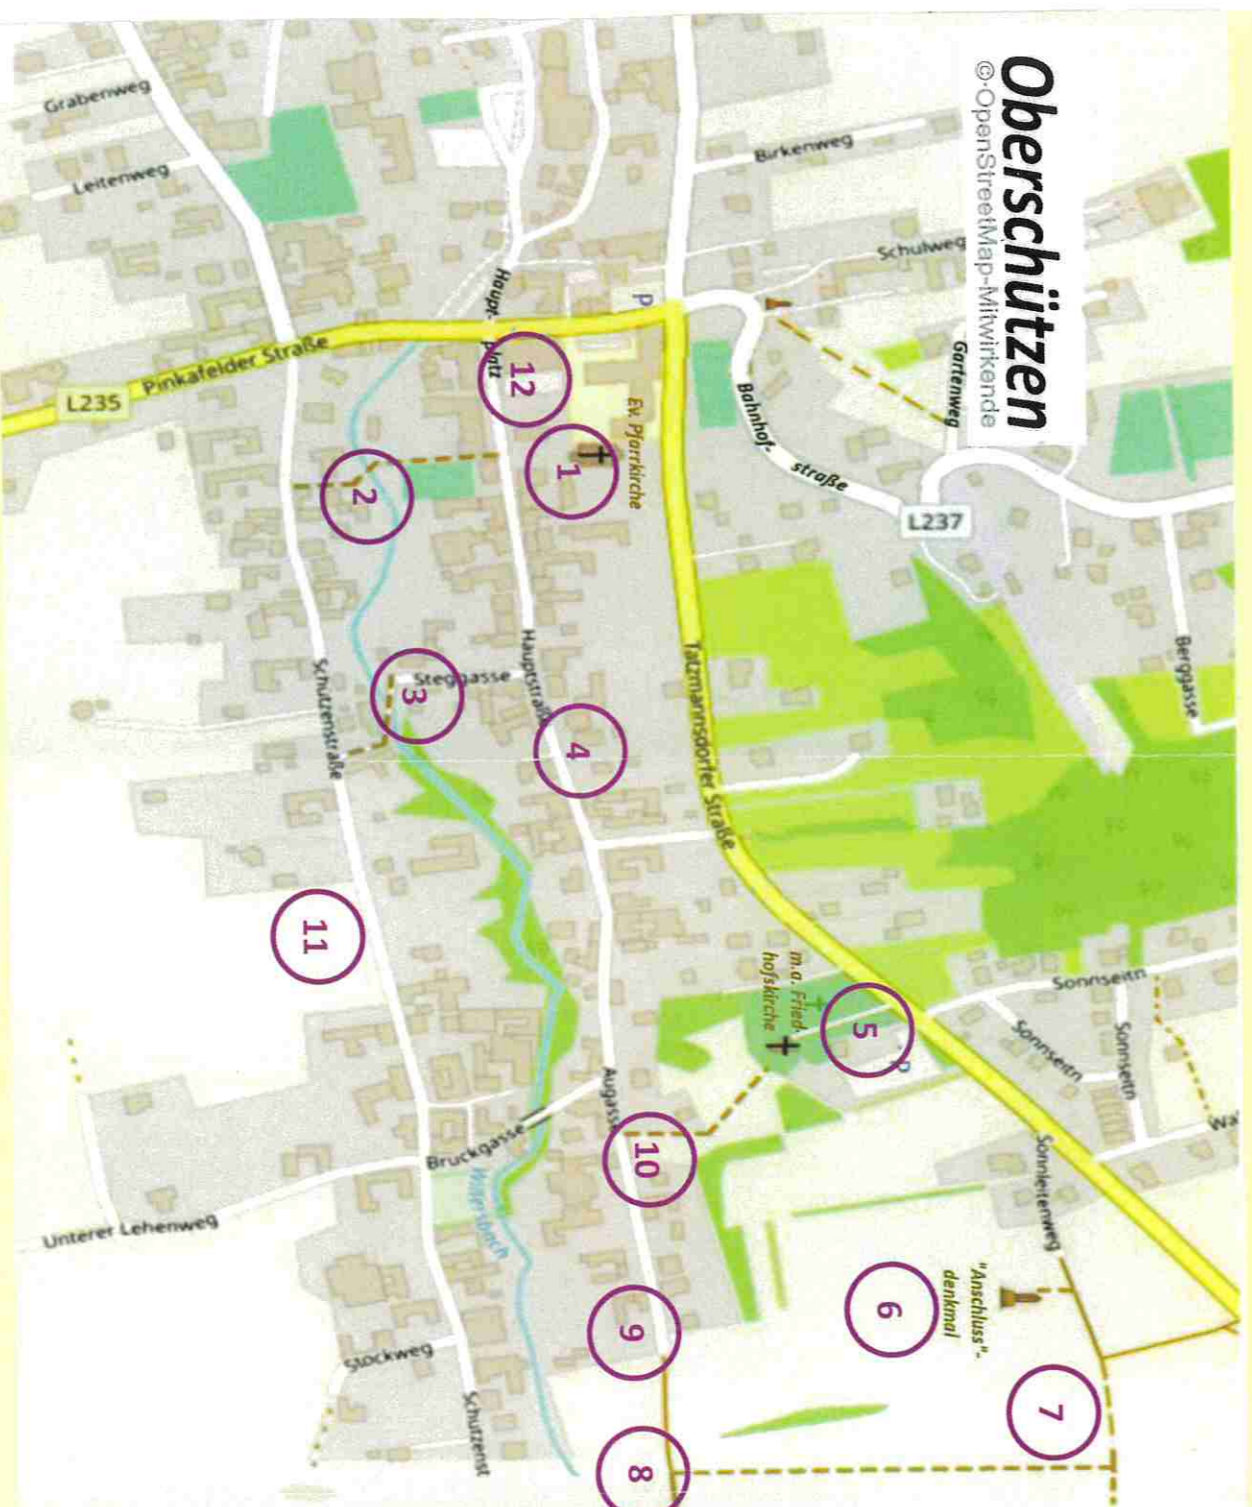 Oberschützen
©-OpenStreetMap-Mitwirkende
Grabenweg
Leitenweg
Birkenweg
Schulweg
Gartenweg
Haupt-
platz
P
Pinkafelder Straße
L235
12
1
Ev. Pfarrkirche
2
Bahnhof-
straße
L237
Berggasse
Steggasse
3
Hauptstraße
4
Schützenstraße
Tatzmannsdorfer Straße
11
m.a. Fried-
hofskirche
5
P
Sonnseitn
Sonnseitn
Sonnseitn
Augasse
10
Bruckgasse
Willersbach
Unterer Lehenweg
Sonnleitenweg
"Anschluss"-
denkmal
6
7
9
8
Stockweg
Schützenst